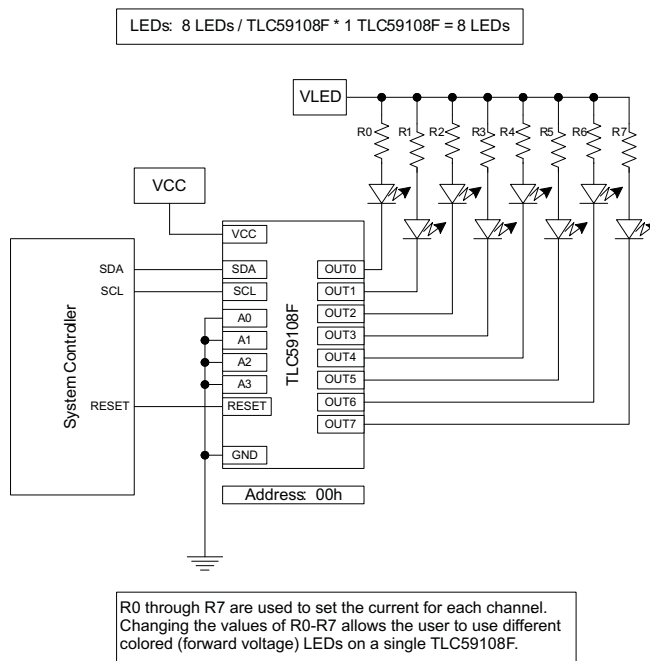 LEDs: 8 LEDs / TLC59108F * 1 TLC59108F = 8 LEDs
VLED
R0 R1 R2 R3 R4 R5 R6 R7
VCC
VCC
SDA SDA OUT0
SCL SCL OUT1
A0 OUT2
A1 OUT3
A2 OUT4
A3 OUT5
RESET RESET OUT6
OUT7
GND
System Controller
TLC59108F
Address: 00h
R0 through R7 are used to set the current for each channel.
Changing the values of R0-R7 allows the user to use different
colored (forward voltage) LEDs on a single TLC59108F.